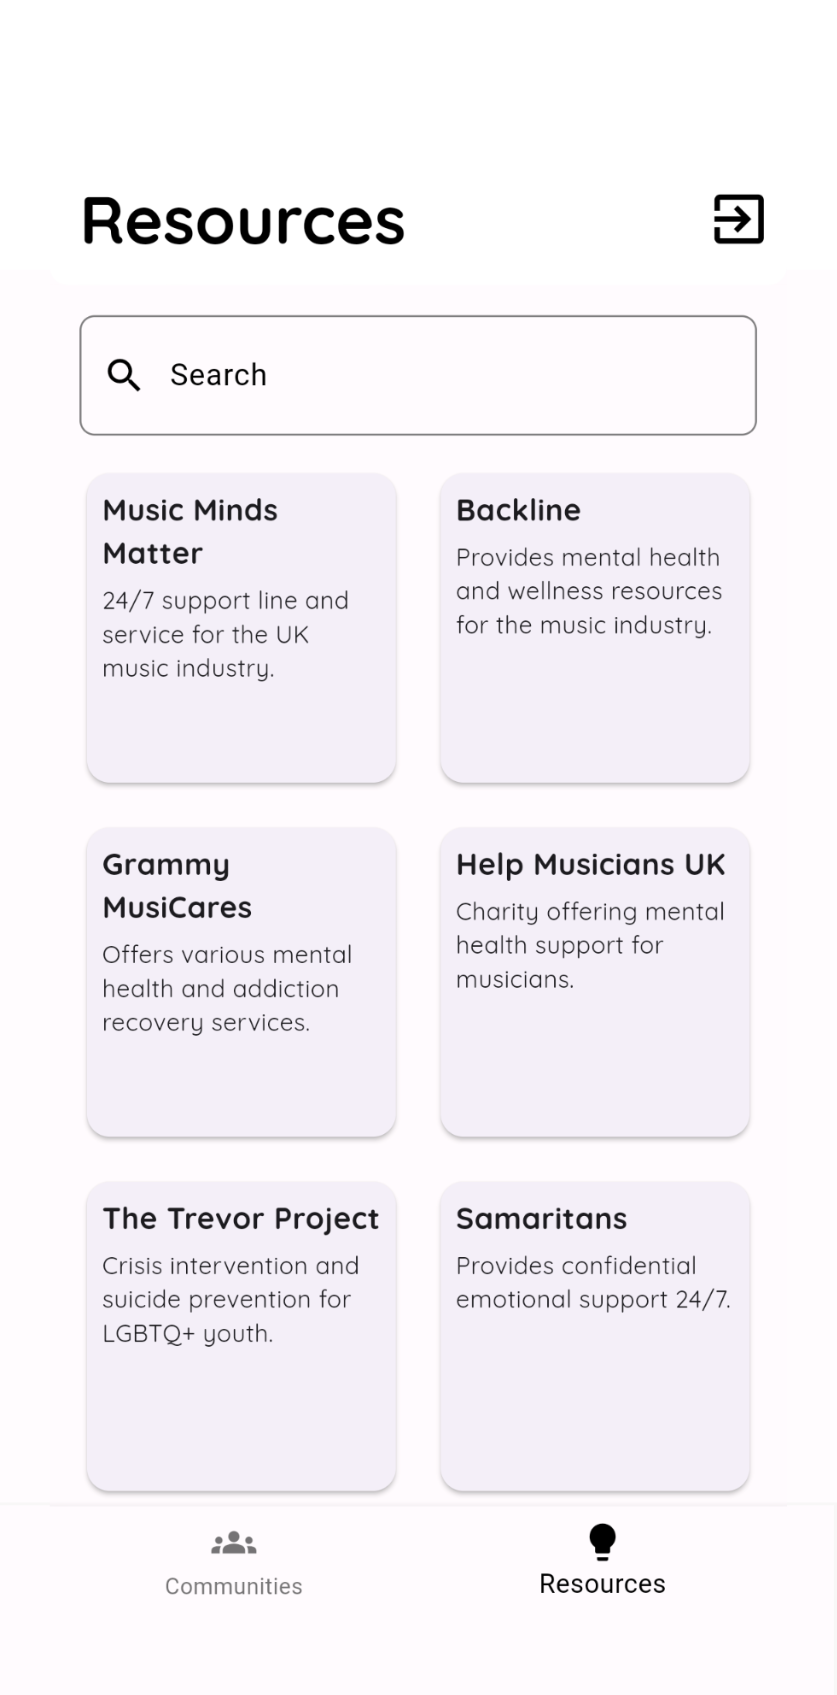 Resources
Search
Music Minds
Matter
24/7 support line and
service for the UK
music industry.
Backline
Provides mental health
and wellness resources
for the music industry.
Grammy
MusiCares
Offers various mental
health and addiction
recovery services.
Help Musicians UK
Charity offering mental
health support for
musicians.
The Trevor Project
Crisis intervention and
suicide prevention for
LGBTQ+ youth.
Samaritans
Provides confidential
emotional support 24/7.
Communities
Resources